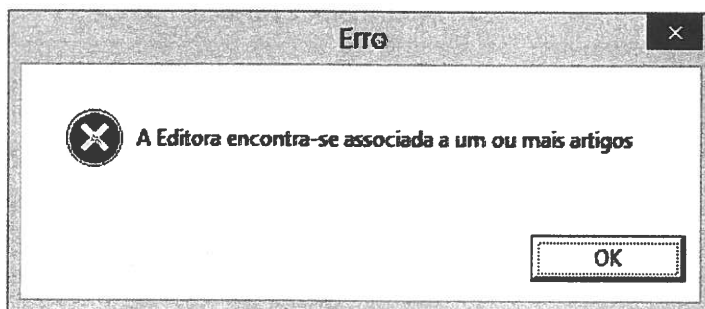 Erro
A Editora encontra-se associada a um ou mais artigos
OK